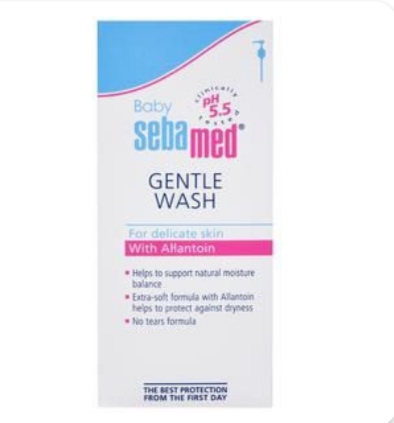 clinically
pH
5.5
tested
Baby
sebamed®
GENTLE
WASH
For delicate skin
With Allantoin
Helps to support natural moisture
balance
Extra-soft formula with Allantoin
helps to protect against dryness
No tears formula
THE BEST PROTECTION
FROM THE FIRST DAY